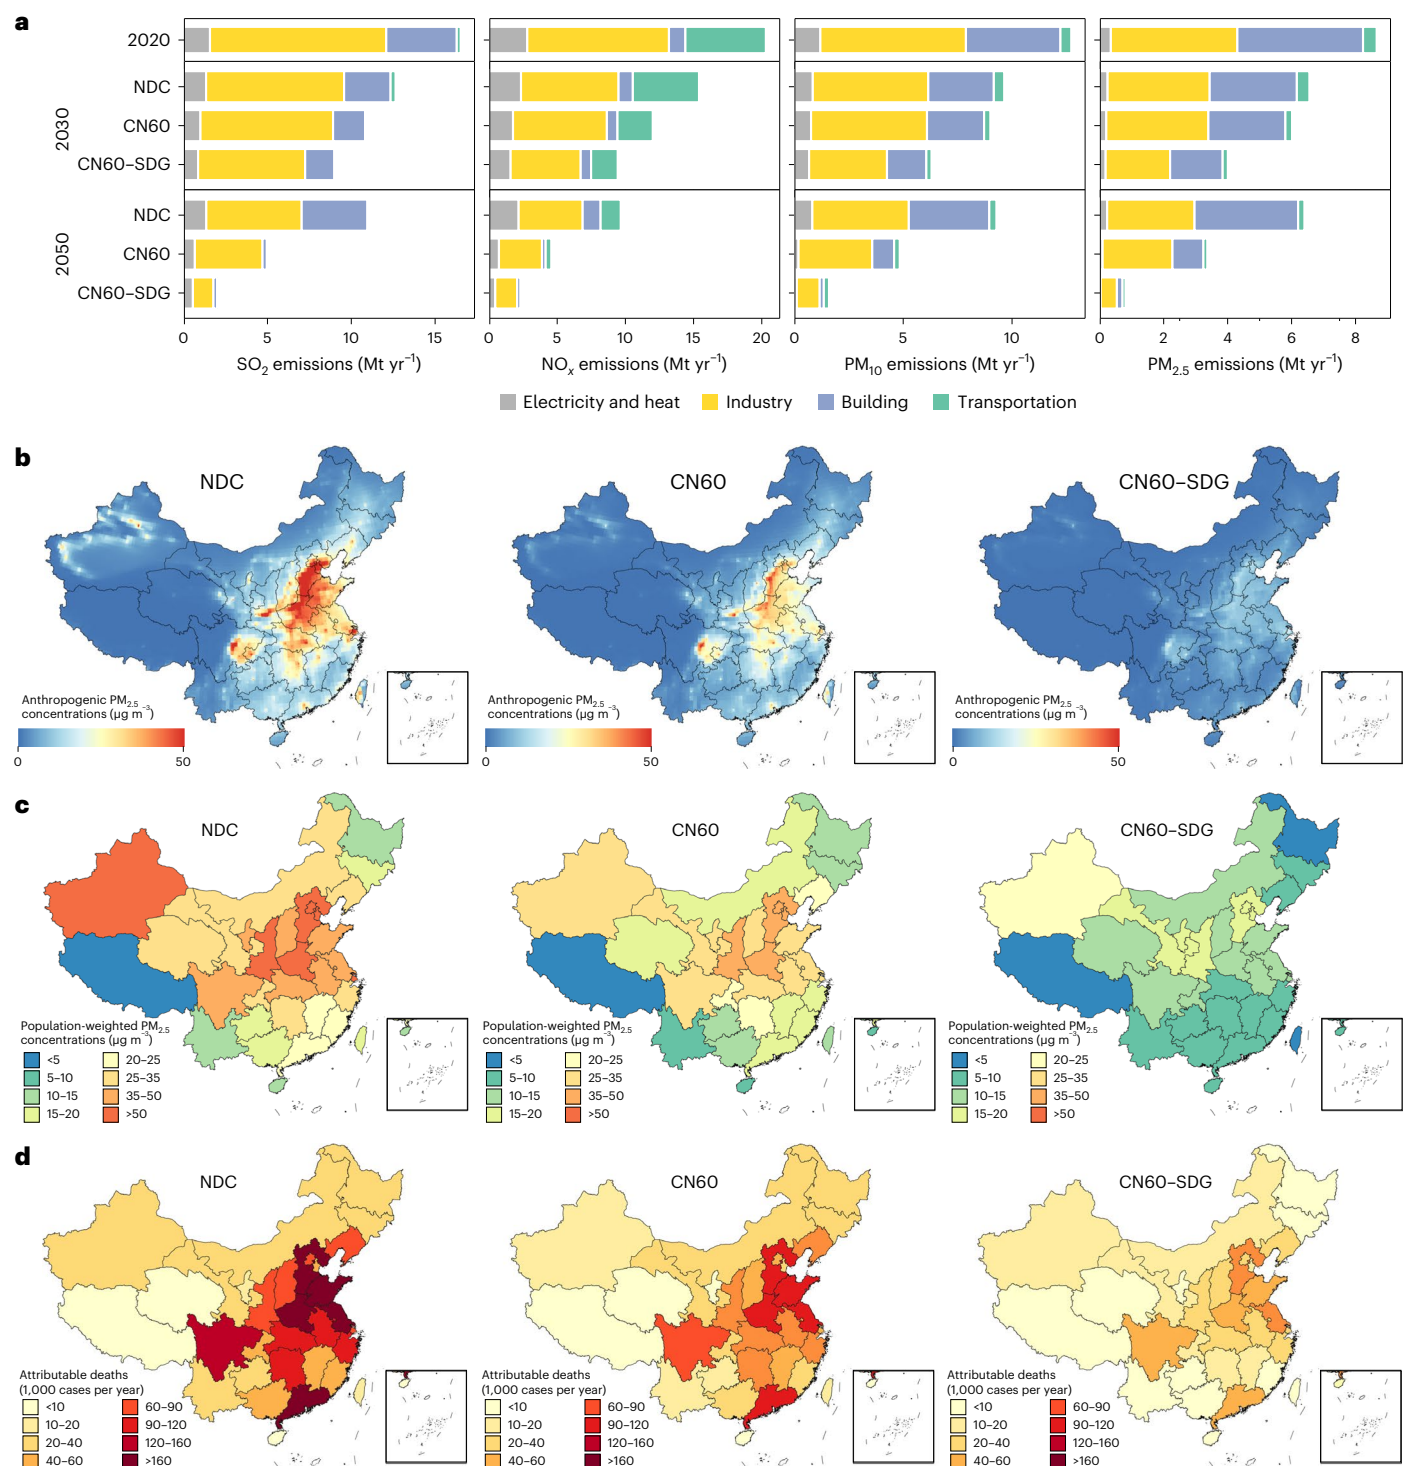 a
2020
2030
NDC
CN60
CN60–SDG
2050
NDC
CN60
CN60–SDG
0 5 10 15
SO2 emissions (Mt yr−1)
0 5 10 15 20
NOx emissions (Mt yr−1)
0 5 10
PM10 emissions (Mt yr−1)
0 2 4 6 8
PM2.5 emissions (Mt yr−1)
Electricity and heat Industry Building Transportation
b
NDC
Anthropogenic PM2.5
concentrations (µg m−3)
0 50
CN60
Anthropogenic PM2.5
concentrations (µg m−3)
0 50
CN60–SDG
Anthropogenic PM2.5
concentrations (µg m−3)
0 50
c
NDC
Population-weighted PM2.5
concentrations (µg m−3)
<5 20–25
5–10 25–35
10–15 35–50
15–20 >50
CN60
Population-weighted PM2.5
concentrations (µg m−3)
<5 20–25
5–10 25–35
10–15 35–50
15–20 >50
CN60–SDG
Population-weighted PM2.5
concentrations (µg m−3)
<5 20–25
5–10 25–35
10–15 35–50
15–20 >50
d
NDC
Attributable deaths
(1,000 cases per year)
<10 60–90
10–20 90–120
20–40 120–160
40–60 >160
CN60
Attributable deaths
(1,000 cases per year)
<10 60–90
10–20 90–120
20–40 120–160
40–60 >160
CN60–SDG
Attributable deaths
(1,000 cases per year)
<10 60–90
10–20 90–120
20–40 120–160
40–60 >160